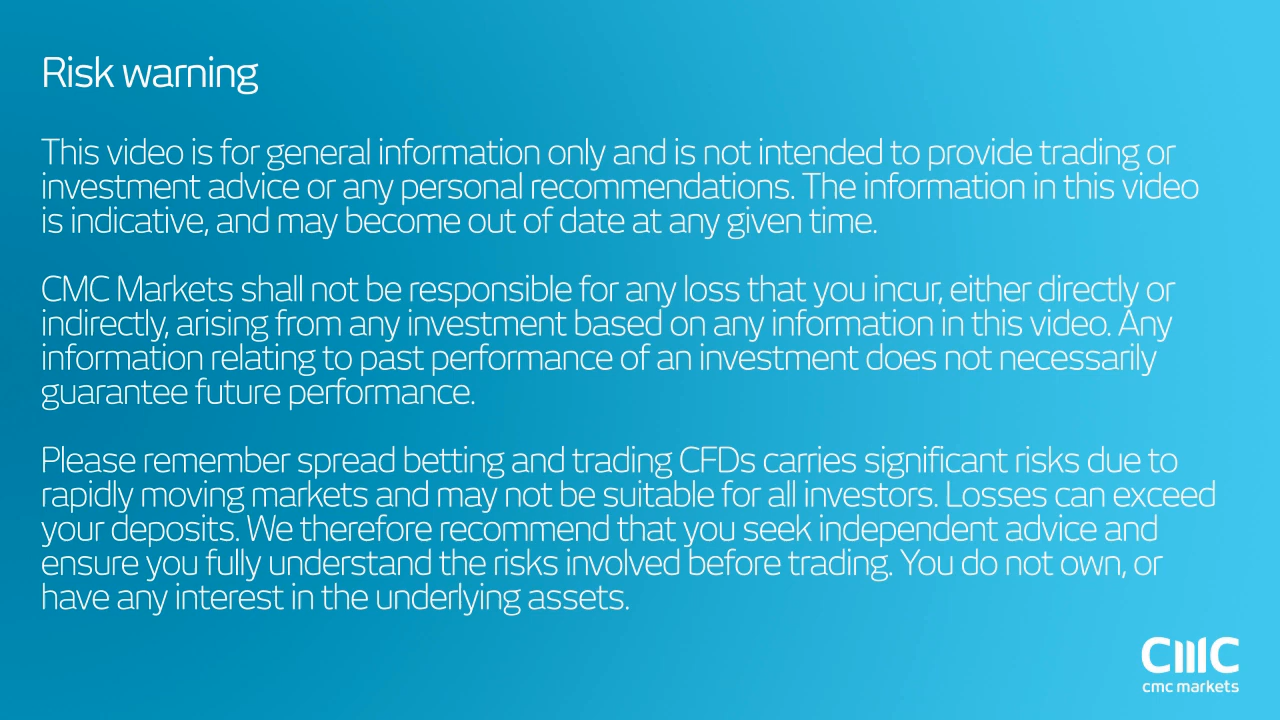 Risk warning
This video is for general information only and is not intended to provide trading or
investment advice or any personal recommendations. The information in this video
is indicative, and may become out of date at any given time.
CMC Markets shall not be responsible for any loss that you incur, either directly or
indirectly, arising from any investment based on any information in this video. Any
information relating to past performance of an investment does not necessarily
guarantee future performance.
Please remember spread betting and trading CFDs carries significant risks due to
rapidly moving markets and may not be suitable for all investors. Losses can exceed
your deposits. We therefore recommend that you seek independent advice and
ensure you fully understand the risks involved before trading. You do not own, or
have any interest in the underlying assets.
CMC
cmc markets